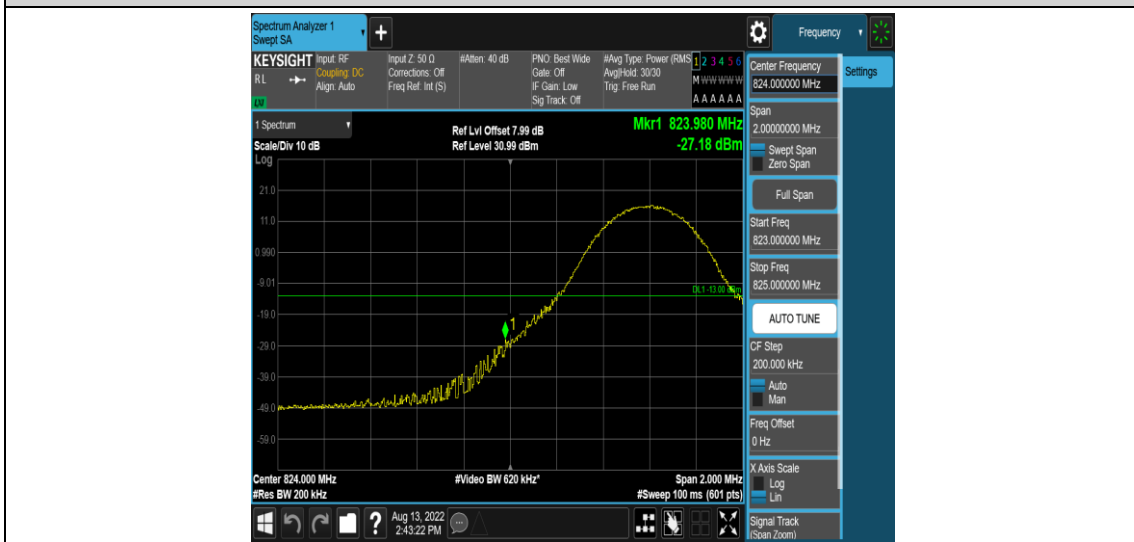 Spectrum Analyzer 1
Swept SA
+
Frequency
KEYSIGHT
RL
LXI
Input: RF
Coupling: DC
Align: Auto
Input Z: 50 Ω
Corrections: Off
Freq Ref: Int (S)
#Atten: 40 dB
PNO: Best Wide
Gate: Off
IF Gain: Low
Sig Track: Off
#Avg Type: Power (RMS
Avg|Hold: 30/30
Trig: Free Run
1 2 3 4 5 6
M W W W W W
A A A A A A
1 Spectrum
Scale/Div 10 dB
Log
Ref Lvl Offset 7.99 dB
Ref Level 30.99 dBm
Mkr1 823.980 MHz
-27.18 dBm
21.0
11.0
0.990
-9.01
-19.0
-29.0
-39.0
-49.0
-59.0
DL1 -13.00 dBm
1
Center 824.000 MHz
#Res BW 200 kHz
#Video BW 620 kHz*
Span 2.000 MHz
#Sweep 100 ms (601 pts)
Center Frequency
824.000000 MHz
Settings
Span
2.00000000 MHz
Swept Span
Zero Span
Full Span
Start Freq
823.000000 MHz
Stop Freq
825.000000 MHz
AUTO TUNE
CF Step
200.000 kHz
Auto
Man
Freq Offset
0 Hz
X Axis Scale
Log
Lin
Signal Track
(Span Zoom)
?
Aug 13, 2022
2:43:22 PM